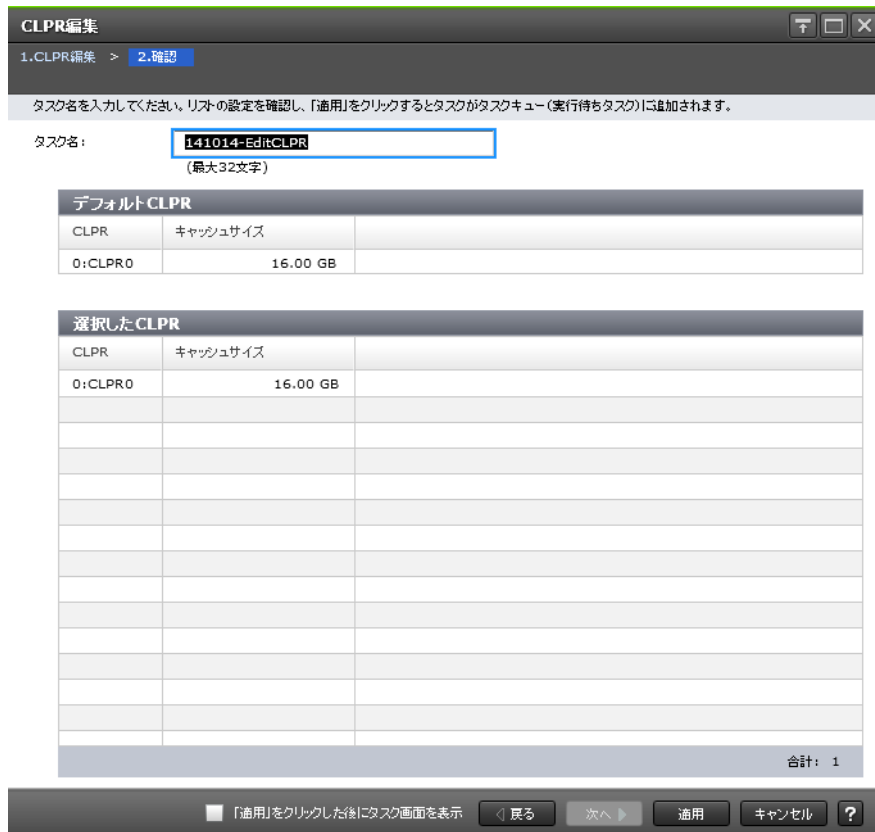 CLPR編集
1.CLPR編集 > 2.確認
タスク名を入力してください。リストの設定を確認し、「適用」をクリックするとタスクがタスクキュー(実行待ちタスク)に追加されます。
タスク名: 141014-EditCLPR
(最大32文字)
デフォルトCLPR
CLPR キャッシュサイズ
0:CLPR0 16.00 GB
選択したCLPR
CLPR キャッシュサイズ
0:CLPR0 16.00 GB
合計: 1
「適用」をクリックした後にタスク画面を表示 戻る 次へ 適用 キャンセル ?